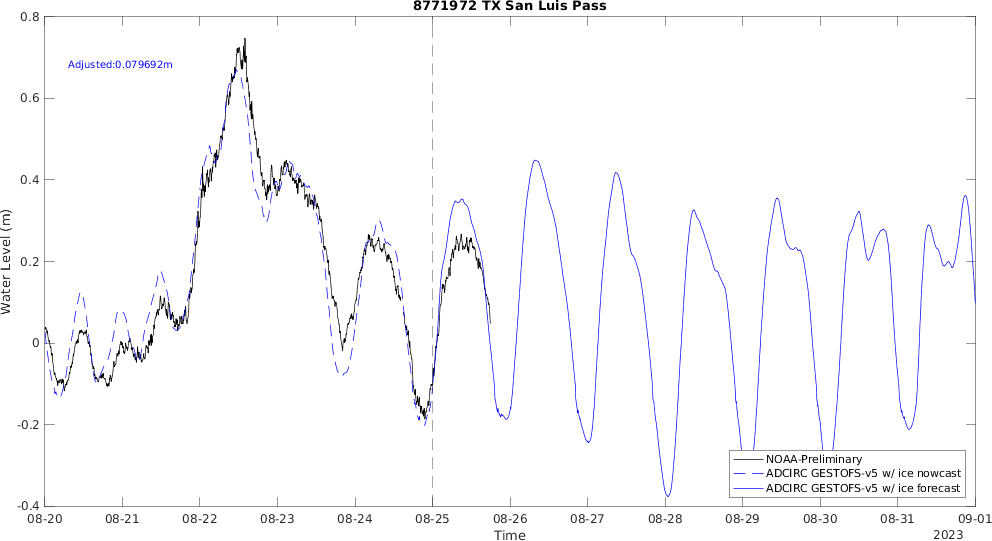 8771972 TX San Luis Pass
Adjusted:0.079692m
Water Level (m)
0.8
0.6
0.4
0.2
0
-0.2
-0.4
08-20 08-21 08-22 08-23 08-24 08-25 08-26 08-27 08-28 08-29 08-30 08-31 09-01
Time
2023
NOAA-Preliminary
ADCIRC GESTOFS-v5 w/ ice nowcast
ADCIRC GESTOFS-v5 w/ ice forecast